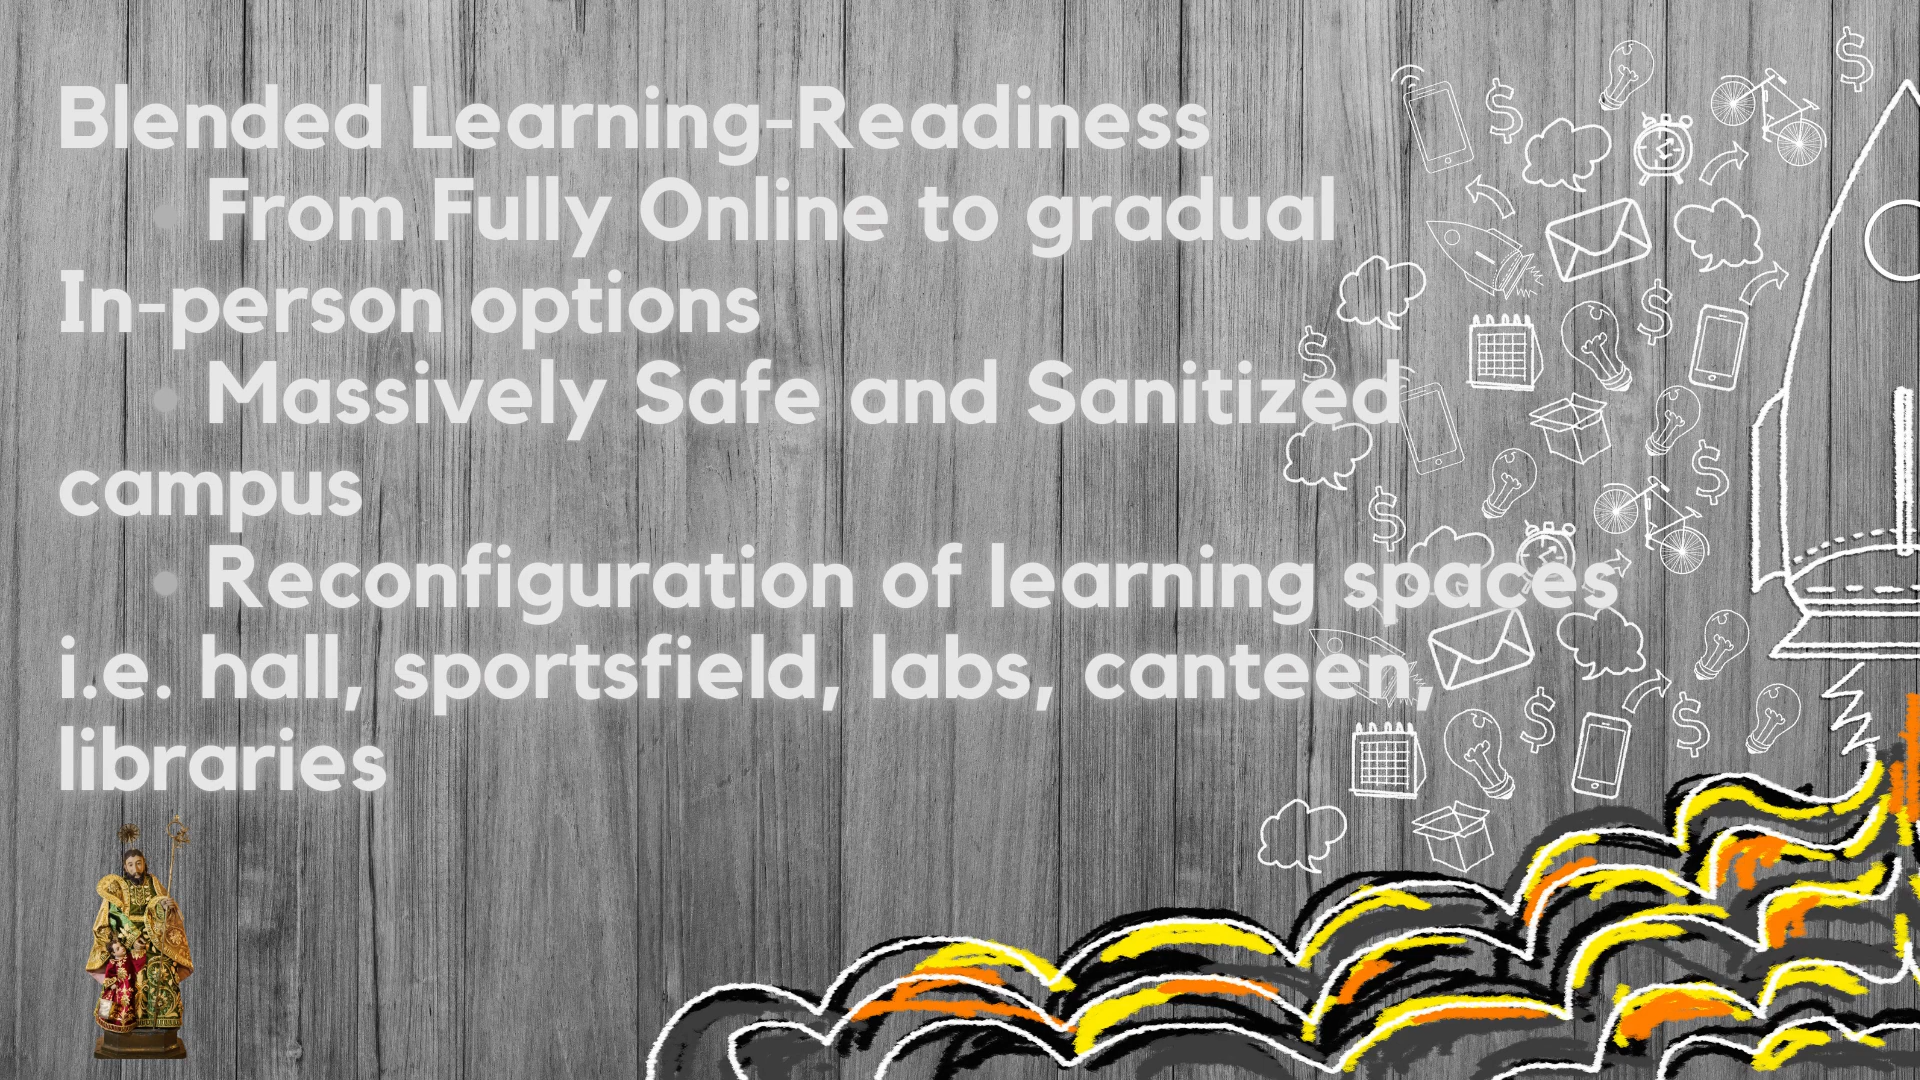 Blended Learning-Readiness
• From Fully Online to gradual
In-person options
• Massively Safe and Sanitized
campus
• Reconfiguration of learning spaces
i.e. hall, sportsfield, labs, canteen,
libraries